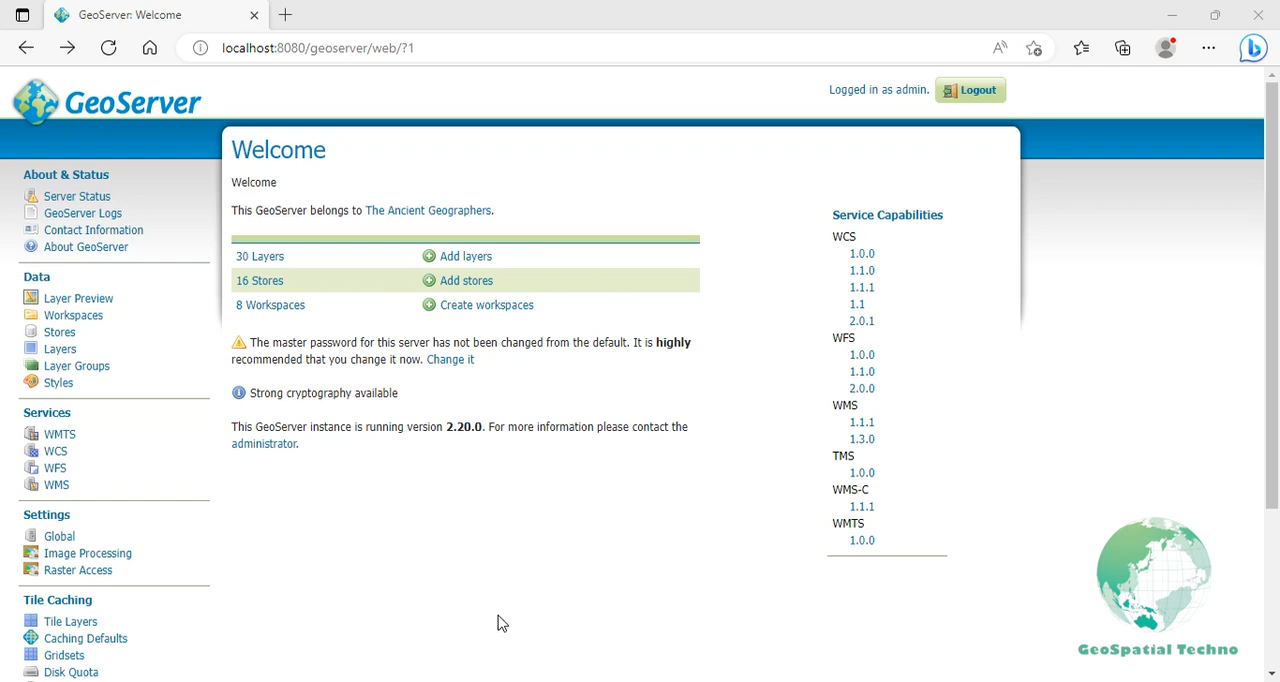 GeoServer: Welcome
localhost:8080/geoserver/web/?1
GeoServer
Logged in as admin.
Logout
About & Status
Server Status
GeoServer Logs
Contact Information
About GeoServer
Data
Layer Preview
Workspaces
Stores
Layers
Layer Groups
Styles
Services
WMTS
WCS
WFS
WMS
Settings
Global
Image Processing
Raster Access
Tile Caching
Tile Layers
Caching Defaults
Gridsets
Disk Quota
Welcome
Welcome
This GeoServer belongs to The Ancient Geographers.
30 Layers Add layers
16 Stores Add stores
8 Workspaces Create workspaces
The master password for this server has not been changed from the default. It is highly
recommended that you change it now. Change it
Strong cryptography available
This GeoServer instance is running version 2.20.0. For more information please contact the
administrator.
Service Capabilities
WCS
1.0.0
1.1.0
1.1.1
1.1
2.0.1
WFS
1.0.0
1.1.0
2.0.0
WMS
1.1.1
1.3.0
TMS
1.0.0
WMS-C
1.1.1
WMTS
1.0.0
GeoSpatial Techno